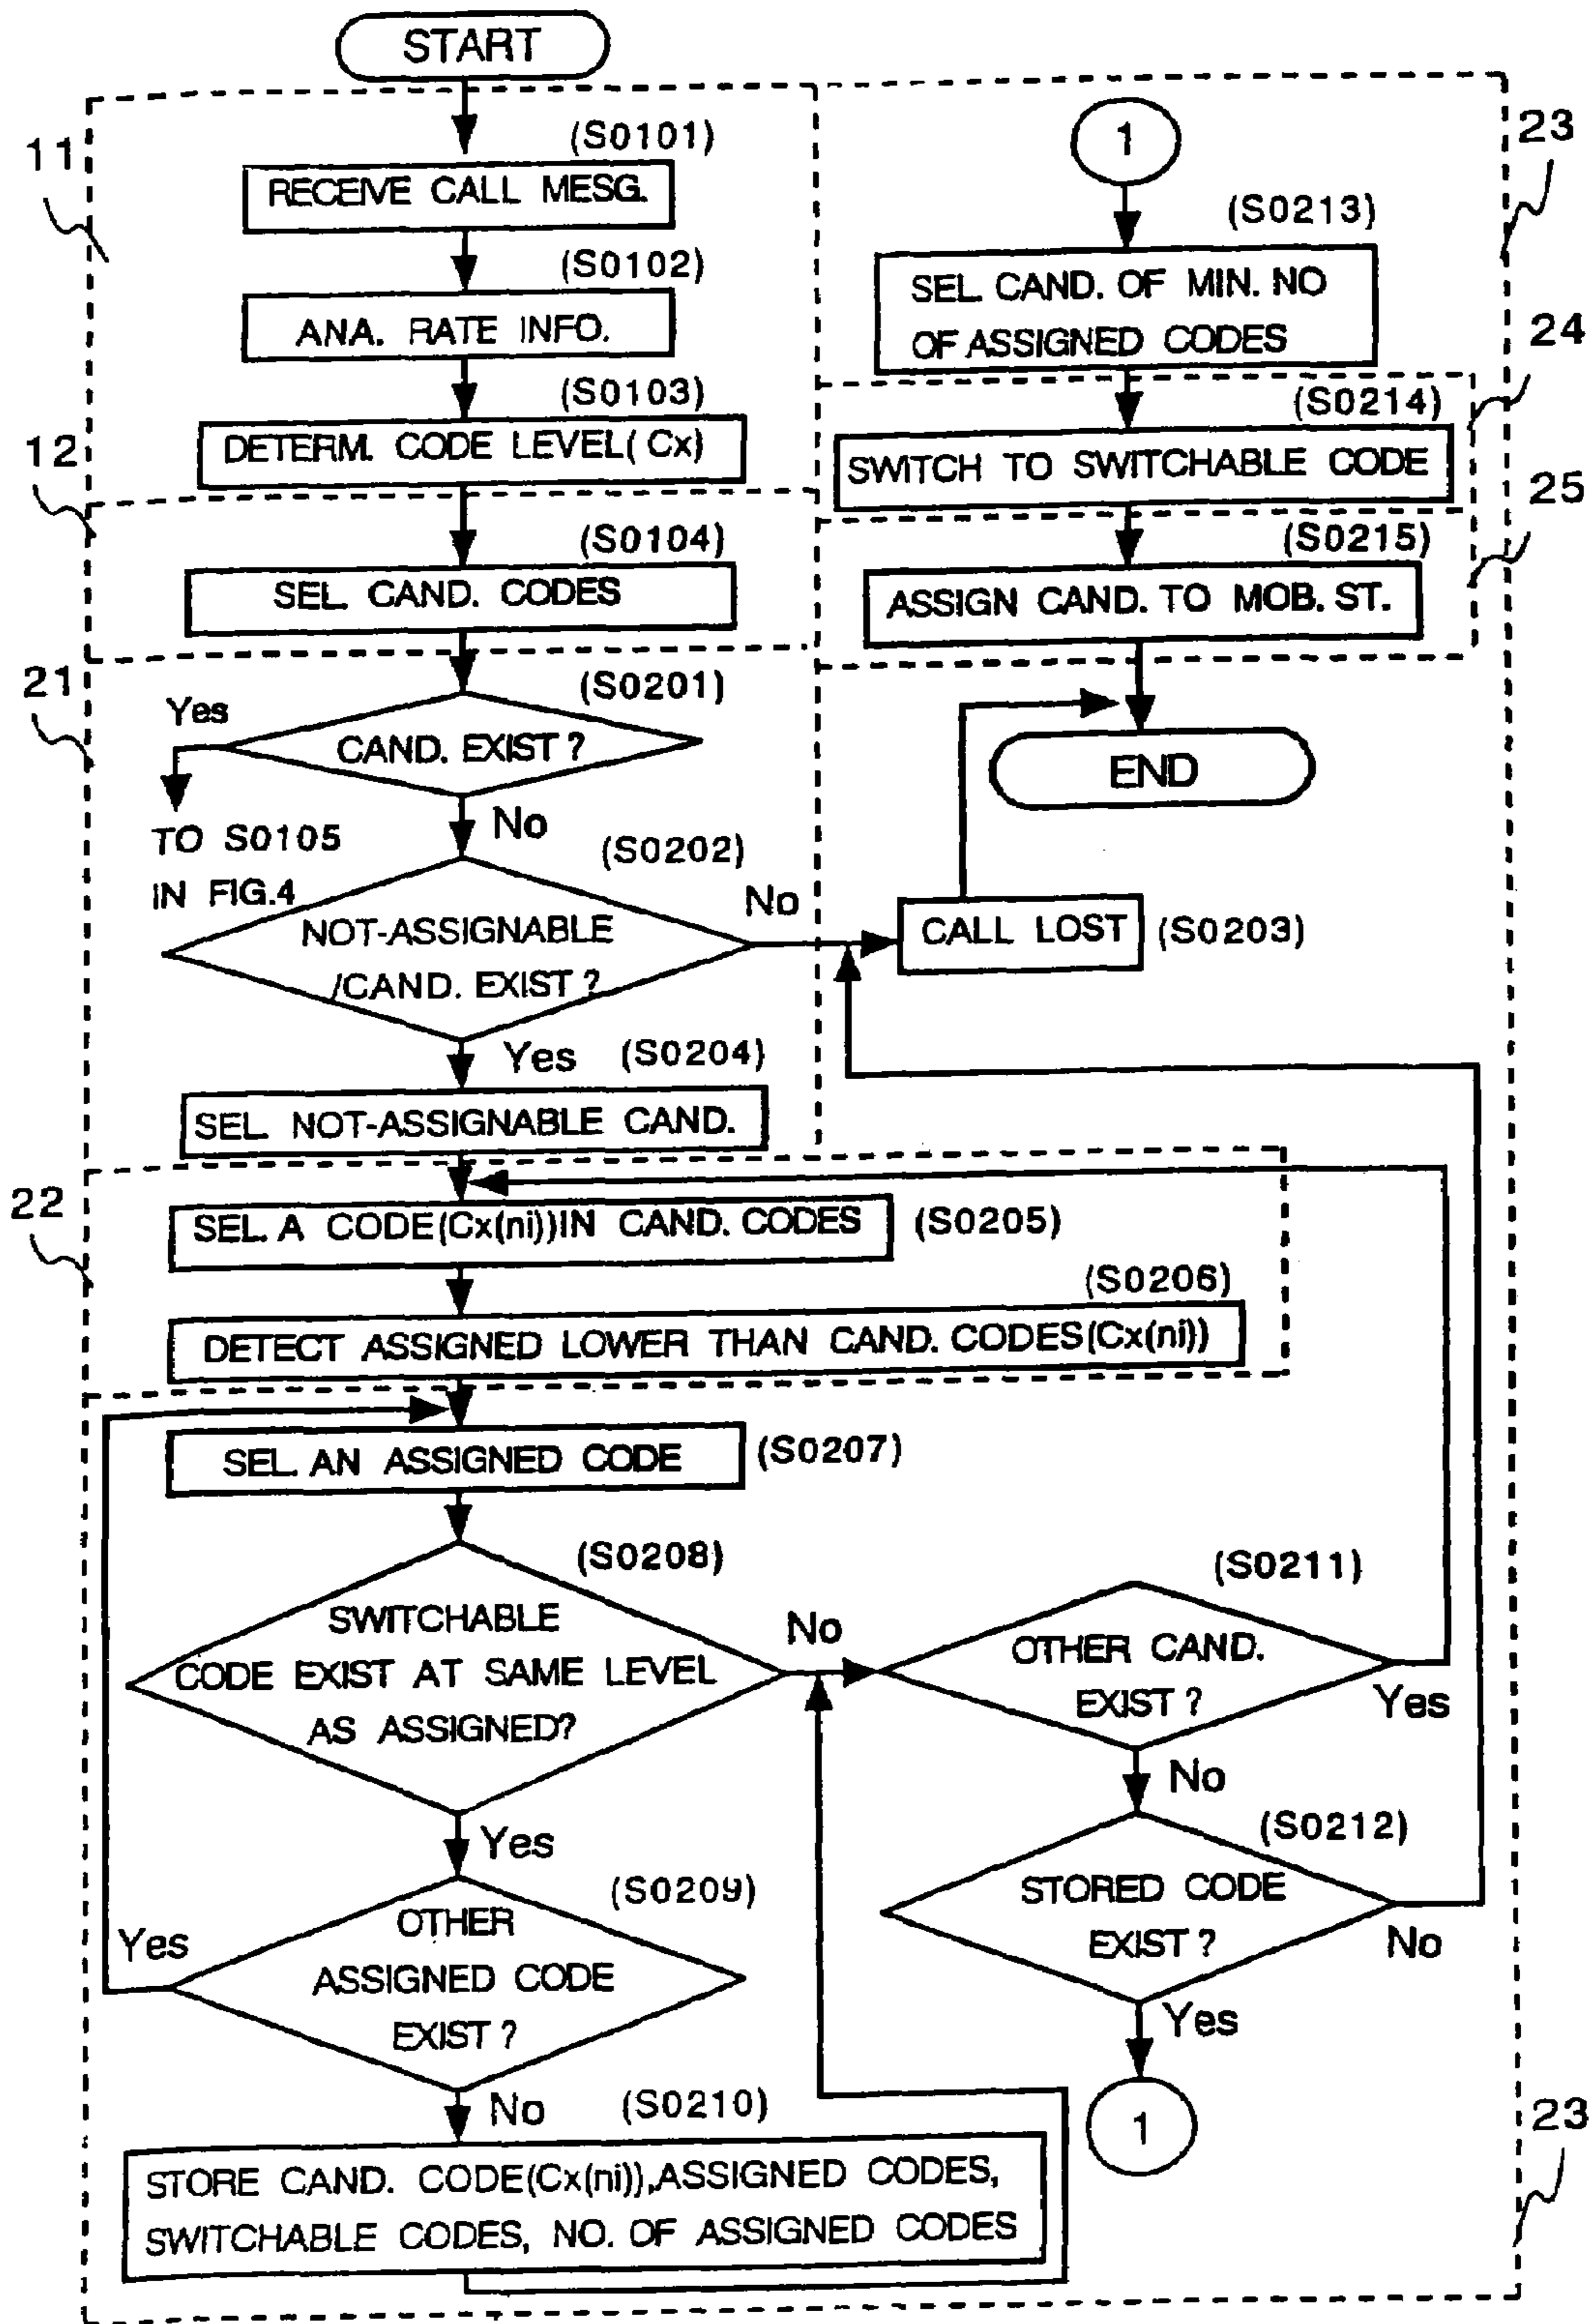 START
11
(S0101)
RECEIVE CALL MESG.
(S0102)
ANA. RATE INFO.
(S0103)
DETERM. CODE LEVEL(Cx)
12
(S0104)
SEL. CAND. CODES
21
(S0201)
Yes
CAND. EXIST?
TO S0105
IN FIG.4
No
(S0202)
NOT-ASSIGNABLE
/CAND. EXIST?
No
CALL LOST
(S0203)
Yes
(S0204)
SEL. NOT-ASSIGNABLE CAND.
22
SEL. A CODE(Cx(ni))IN CAND. CODES
(S0205)
(S0206)
DETECT ASSIGNED LOWER THAN CAND. CODES(Cx(ni))
SEL. AN ASSIGNED CODE
(S0207)
(S0208)
SWITCHABLE
CODE EXIST AT SAME LEVEL
AS ASSIGNED?
No
Yes
(S0209)
OTHER
ASSIGNED CODE
EXIST?
Yes
No
(S0210)
STORE CAND. CODE(Cx(ni)),ASSIGNED CODES,
SWITCHABLE CODES, NO. OF ASSIGNED CODES
(S0211)
OTHER CAND.
EXIST?
Yes
No
(S0212)
STORED CODE
EXIST?
No
Yes
1
23
1
23
(S0213)
SEL. CAND. OF MIN. NO
OF ASSIGNED CODES
24
(S0214)
SWITCH TO SWITCHABLE CODE
25
(S0215)
ASSIGN CAND. TO MOB. ST.
END